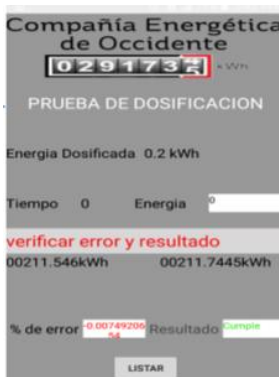 Compañía Energética
de Occidente
kWh
PRUEBA DE DOSIFICACION
Energia Dosificada 0.2 kWh
Tiempo 0 Energia 0
verificar error y resultado
00211.546kWh 00211.7445kWh
% de error -0.00749206
54 Resultado Cumple
LISTAR